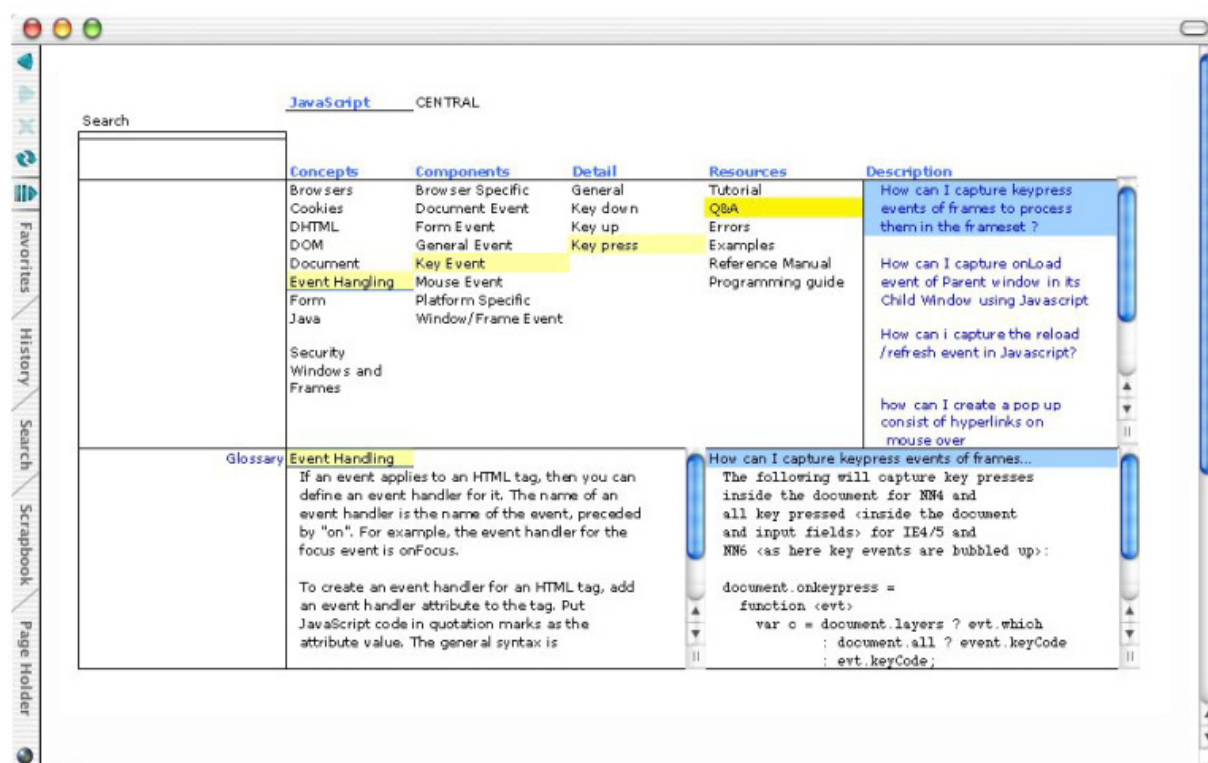 JavaScript CENTRAL
Search
Concepts Components Detail Resources Description
Browsers Browser Specific General Tutorial
Cookies Document Event Key down Q&A
DHTML Form Event Key up Errors
DOM General Event Key press Examples
Document Key Event Reference Manual
Event Hangling Mouse Event Programming guide
Form Platform Specific
Java Window/Frame Event
Security
Windows and
Frames
How can I capture keypress
events of frames to process
them in the frameset ?
How can I capture onLoad
event of Parent window in its
Child Window using Javascript
How can i capture the reload
/refresh event in Javascript?
how can I create a pop up
consist of hyperlinks on
mouse over
Glossary Event Handling
If an event applies to an HTML tag, then you can
define an event handler for it. The name of an
event handler is the name of the event, preceded
by "on". For example, the event handler for the
focus event is onFocus.
To create an event handler for an HTML tag, add
an event handler attribute to the tag. Put
JavaScript code in quotation marks as the
attribute value. The general syntax is
How can I capture keypress events of frames...
The following will capture key presses
inside the document for NN4 and
all key pressed <inside the document
and input fields> for IE4/5 and
NN6 <as here key events are bubbled up>:
document.onkeypress =
function <evt>
var c = document.layers ? evt.which
: document.all ? event.keyCode
: evt.keyCode;
Favorites
History
Search
Scrapbook
Page Holder